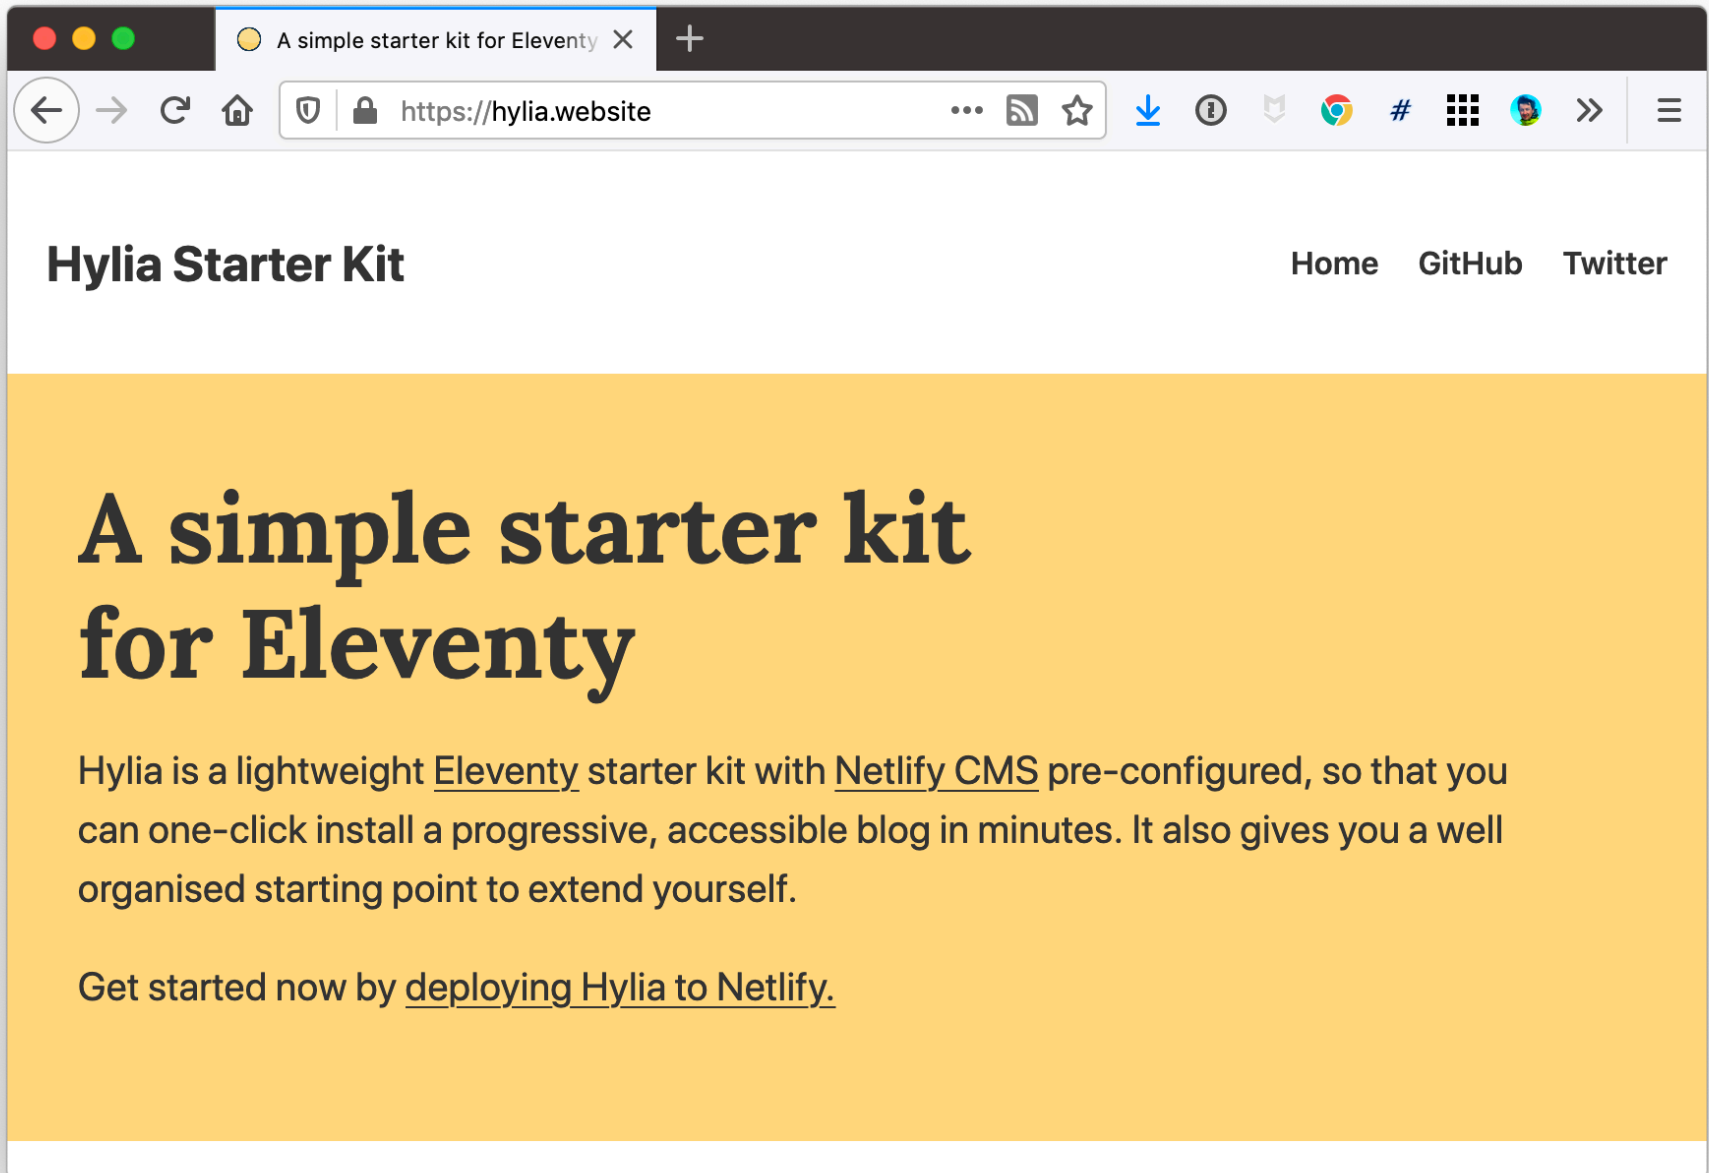 A simple starter kit for Eleventy
https://hylia.website
Hylia Starter Kit
Home GitHub Twitter
A simple starter kit
for Eleventy
Hylia is a lightweight Eleventy starter kit with Netlify CMS pre-configured, so that you
can one-click install a progressive, accessible blog in minutes. It also gives you a well
organised starting point to extend yourself.
Get started now by deploying Hylia to Netlify.